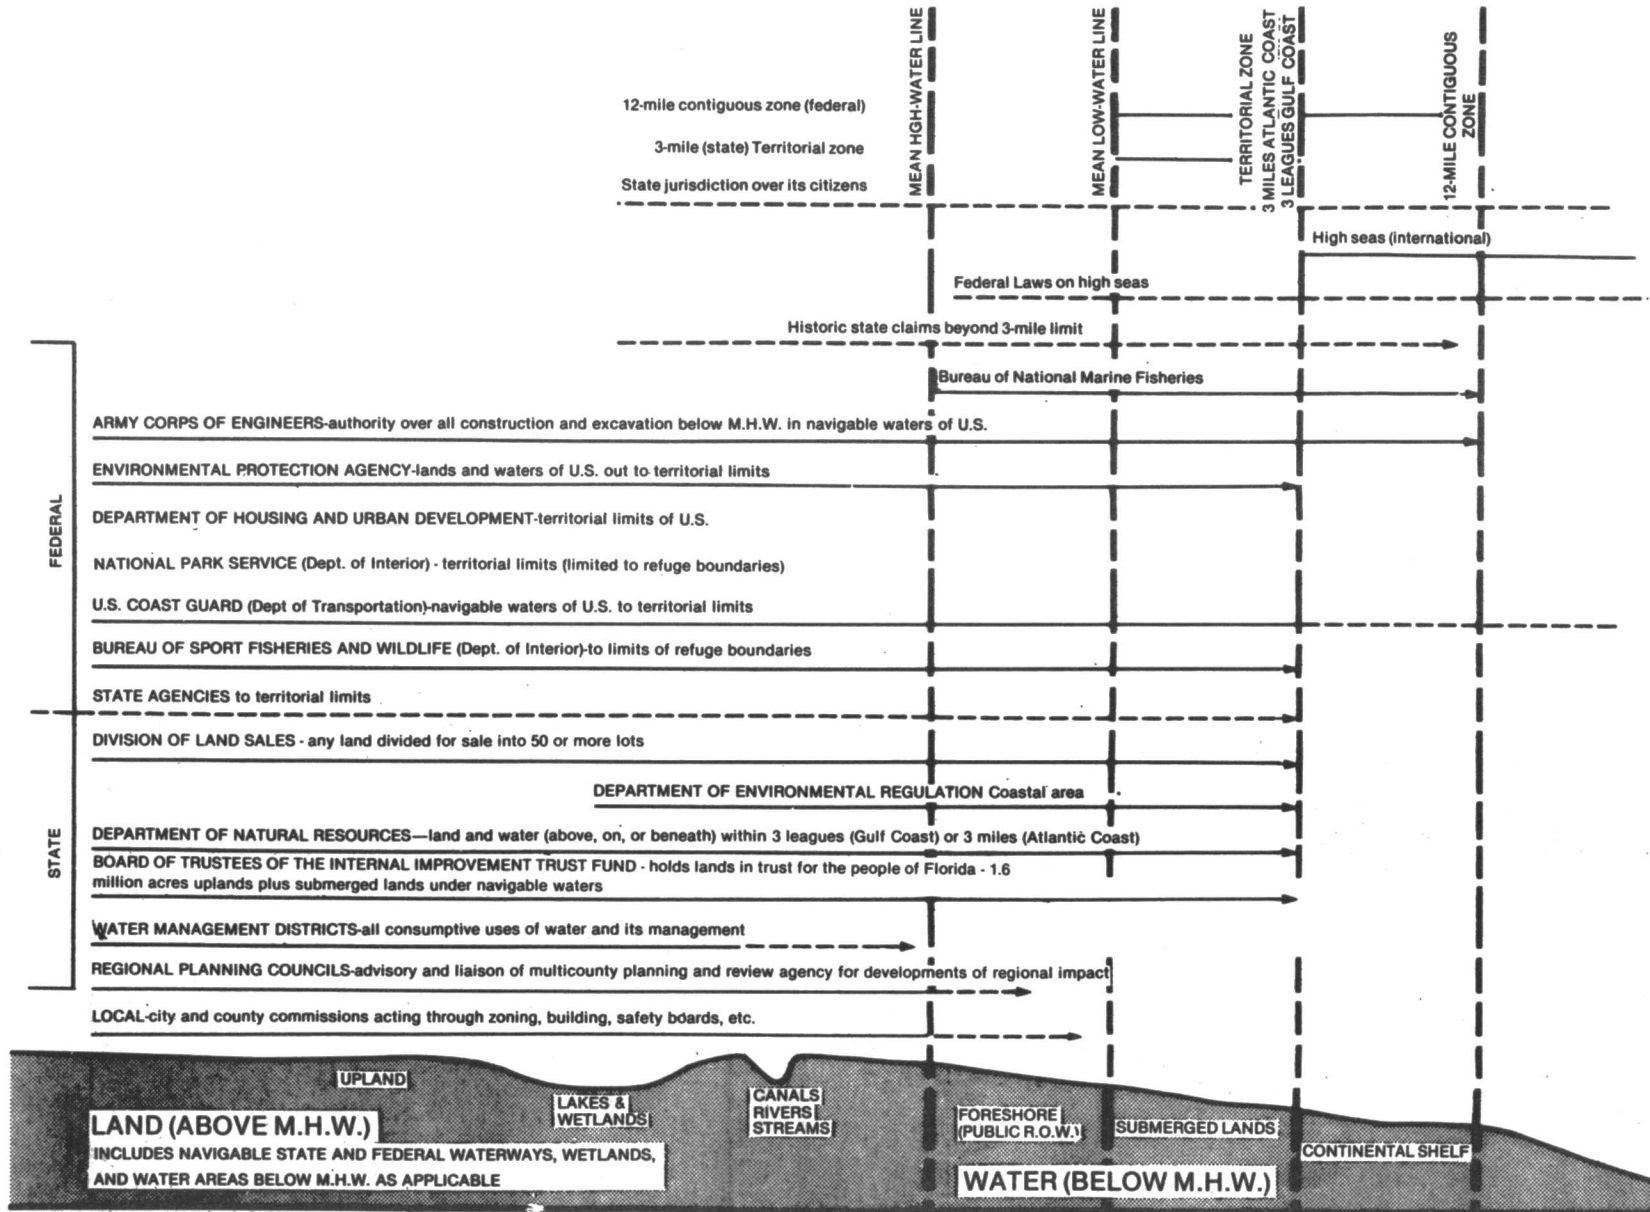 MEAN HGH-WATER LINE
MEAN LOW-WATER LINE
TERRITORIAL ZONE
3 MILES ATLANTIC COAST
3 LEAGUES GULF COAST
12-MILE CONTIGUOUS
ZONE
12-mile contiguous zone (federal)
3-mile (state) Territorial zone
State jurisdiction over its citizens
High seas (international)
Federal Laws on high seas
Historic state claims beyond 3-mile limit
Bureau of National Marine Fisheries
FEDERAL
ARMY CORPS OF ENGINEERS-authority over all construction and excavation below M.H.W. in navigable waters of U.S.
ENVIRONMENTAL PROTECTION AGENCY-lands and waters of U.S. out to territorial limits
DEPARTMENT OF HOUSING AND URBAN DEVELOPMENT-territorial limits of U.S.
NATIONAL PARK SERVICE (Dept. of Interior) - territorial limits (limited to refuge boundaries)
U.S. COAST GUARD (Dept of Transportation)-navigable waters of U.S. to territorial limits
BUREAU OF SPORT FISHERIES AND WILDLIFE (Dept. of Interior)-to limits of refuge boundaries
STATE AGENCIES to territorial limits
STATE
DIVISION OF LAND SALES - any land divided for sale into 50 or more lots
DEPARTMENT OF ENVIRONMENTAL REGULATION Coastal area
DEPARTMENT OF NATURAL RESOURCES—land and water (above, on, or beneath) within 3 leagues (Gulf Coast) or 3 miles (Atlantic Coast)
BOARD OF TRUSTEES OF THE INTERNAL IMPROVEMENT TRUST FUND - holds lands in trust for the people of Florida - 1.6
million acres uplands plus submerged lands under navigable waters
WATER MANAGEMENT DISTRICTS-all consumptive uses of water and its management
REGIONAL PLANNING COUNCILS-advisory and liaison of multicounty planning and review agency for developments of regional impact
LOCAL-city and county commissions acting through zoning, building, safety boards, etc.
UPLAND
LAKES &
WETLANDS
CANALS
RIVERS
STREAMS
FORESHORE
(PUBLIC R.O.W.)
SUBMERGED LANDS
CONTINENTAL SHELF
LAND (ABOVE M.H.W.)
INCLUDES NAVIGABLE STATE AND FEDERAL WATERWAYS, WETLANDS,
AND WATER AREAS BELOW M.H.W. AS APPLICABLE
WATER (BELOW M.H.W.)